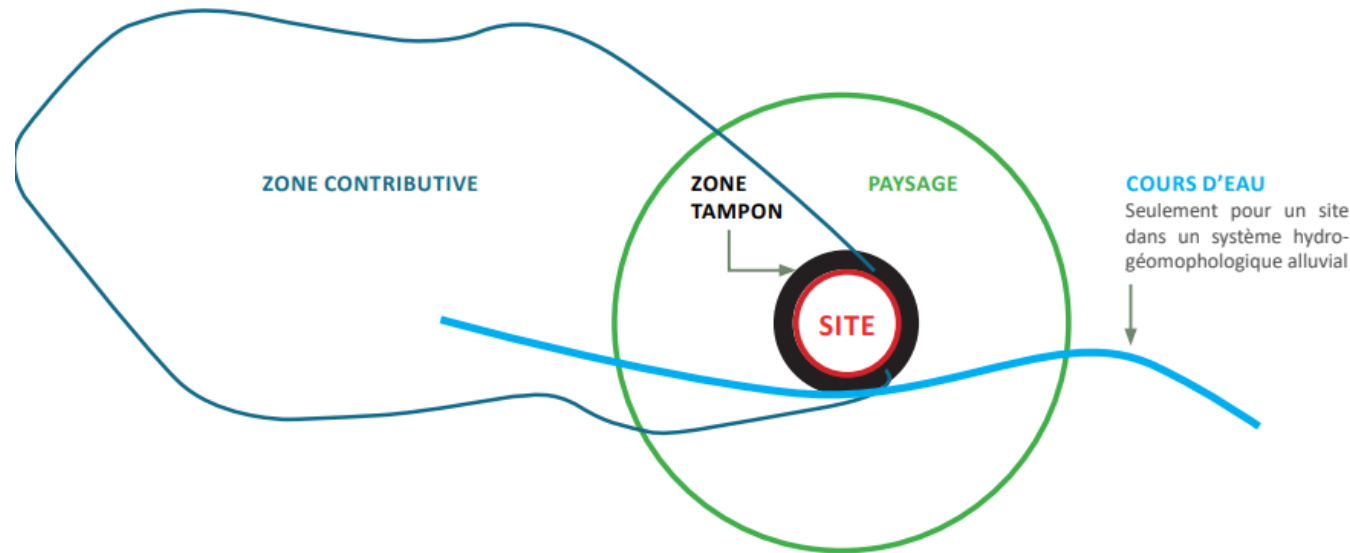 ZONE CONTRIBUTIVE
ZONE
TAMPON
PAYSAGE
SITE
COURS D'EAU
Seulement pour un site
dans un système hydro-
géomophologique alluvial